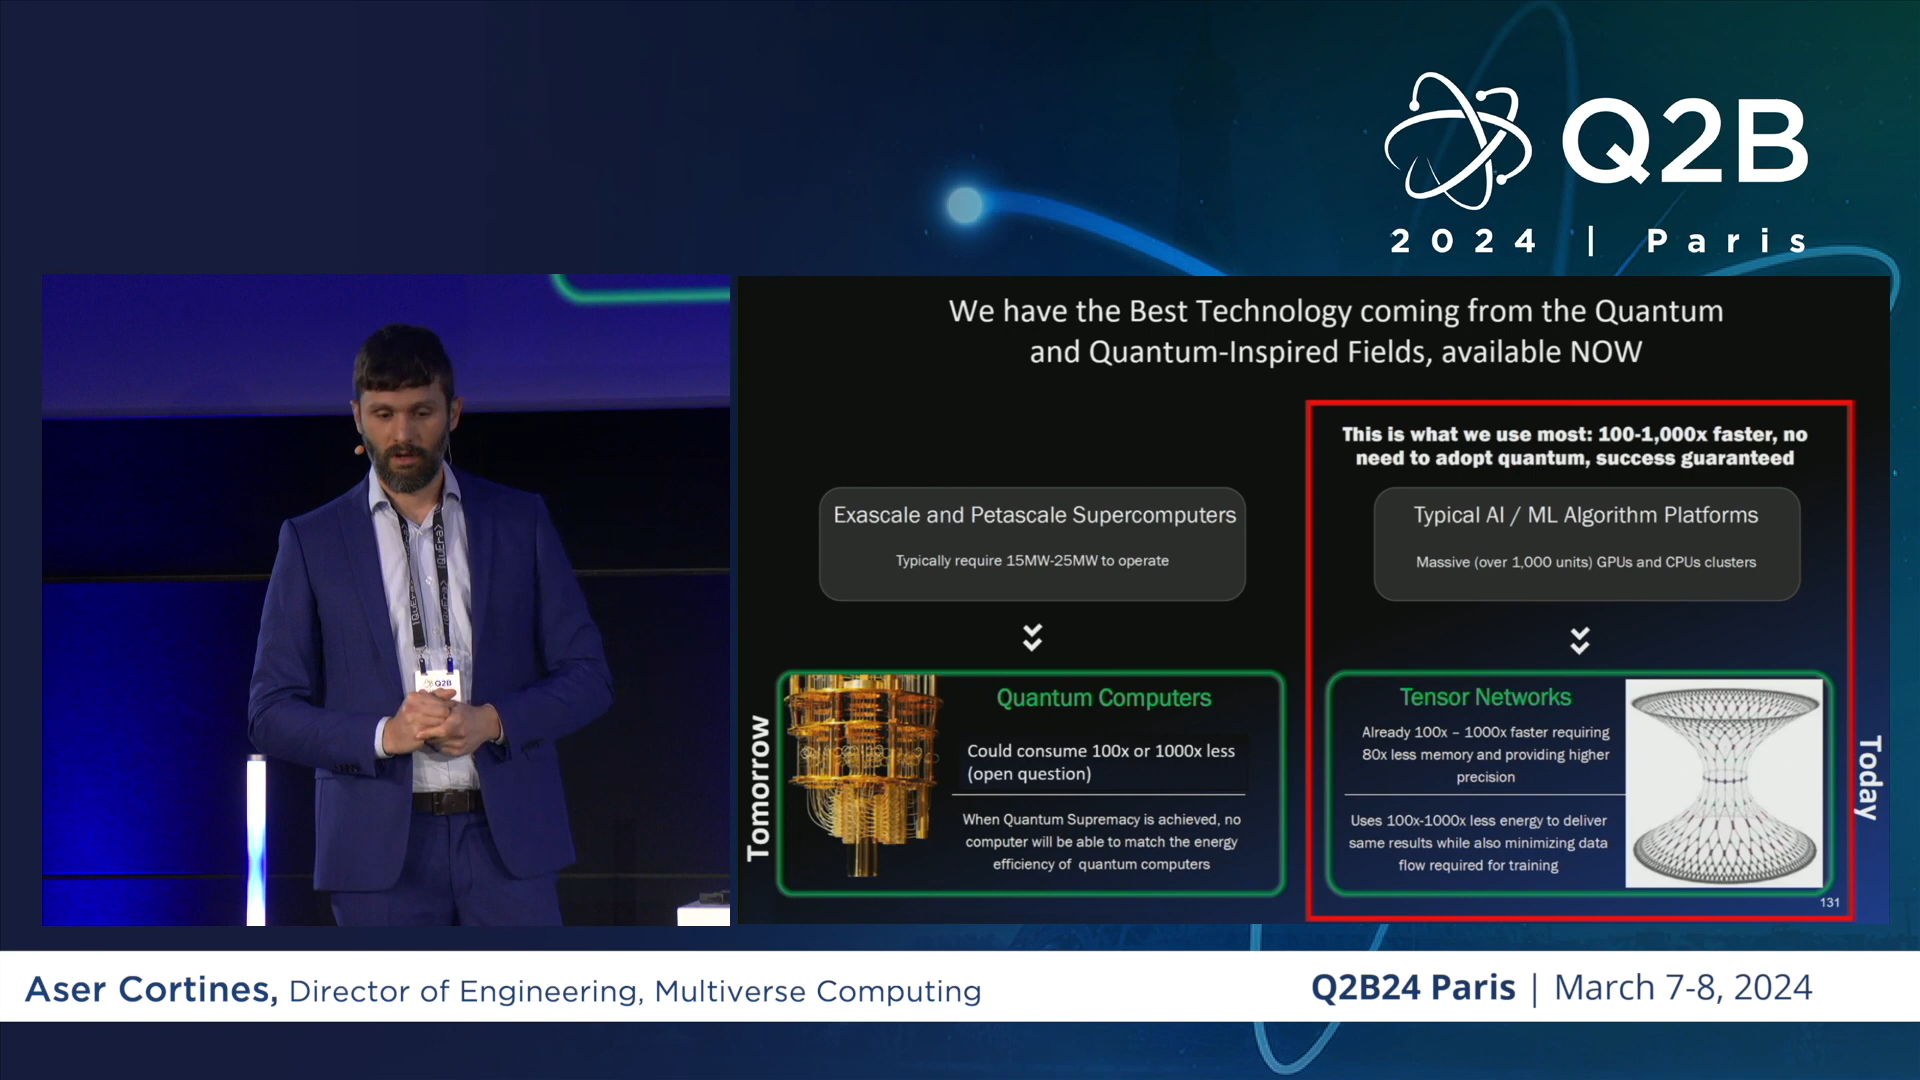 Q2B
2024 | Paris
We have the Best Technology coming from the Quantum
and Quantum-Inspired Fields, available NOW
This is what we use most: 100-1,000x faster, no
need to adopt quantum, success guaranteed
Exascale and Petascale Supercomputers
Typically require 15MW-25MW to operate
Typical AI / ML Algorithm Platforms
Massive (over 1,000 units) GPUs and CPUs clusters
Tomorrow
Quantum Computers
Could consume 100x or 1000x less
(open question)
When Quantum Supremacy is achieved, no
computer will be able to match the energy
efficiency of quantum computers
Tensor Networks
Already 100x – 1000x faster requiring
80x less memory and providing higher
precision
Uses 100x-1000x less energy to deliver
same results while also minimizing data
flow required for training
Today
131
QuEra>
QuEra>
Q2B
Aser Cortines, Director of Engineering, Multiverse Computing
Q2B24 Paris | March 7-8, 2024